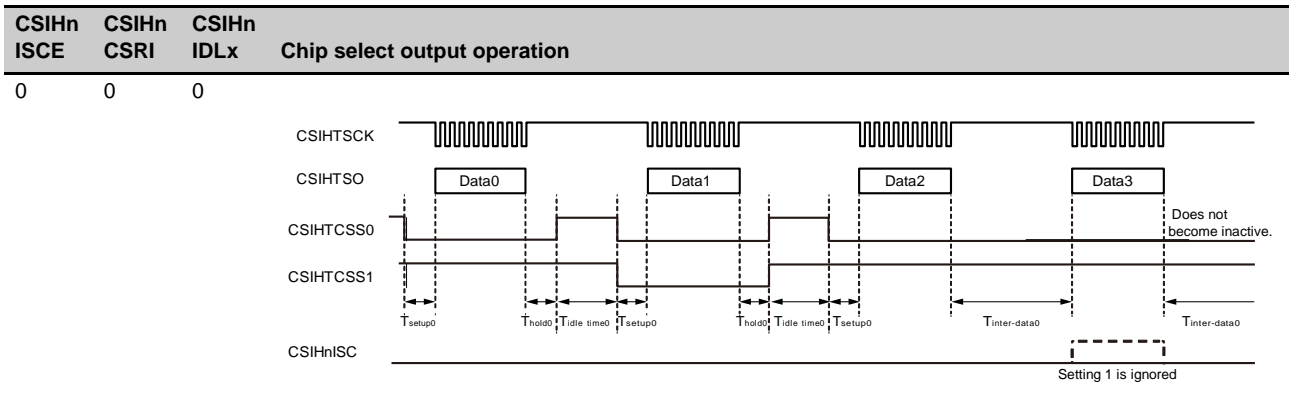 CSIHn CSIHn CSIHn
ISCE CSRI IDLx Chip select output operation
0 0 0
CSIHTSCK
CSIHTSO Data0 Data1 Data2 Data3
CSIHTCSS0 Does not
become inactive.
CSIHTCSS1
Tsetup0 Thold0 Tidle time0 Tsetup0 Thold0 Tidle time0 Tsetup0 Tinter-data0 Tinter-data0
CSIHnISC
Setting 1 is ignored